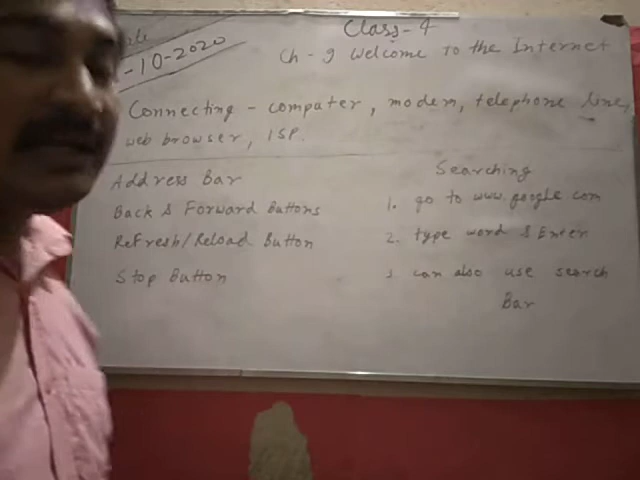 Class-4
-10-2020
Ch-9 Welcome to the Internet
Connecting - computer, modem, telephone line,
web browser, ISP.
Address Bar
Back & Forward Buttons
Refresh/Reload Button
Stop Button
Searching
1. go to www.google com
2. type word & Enter
3 can also use search
Bar